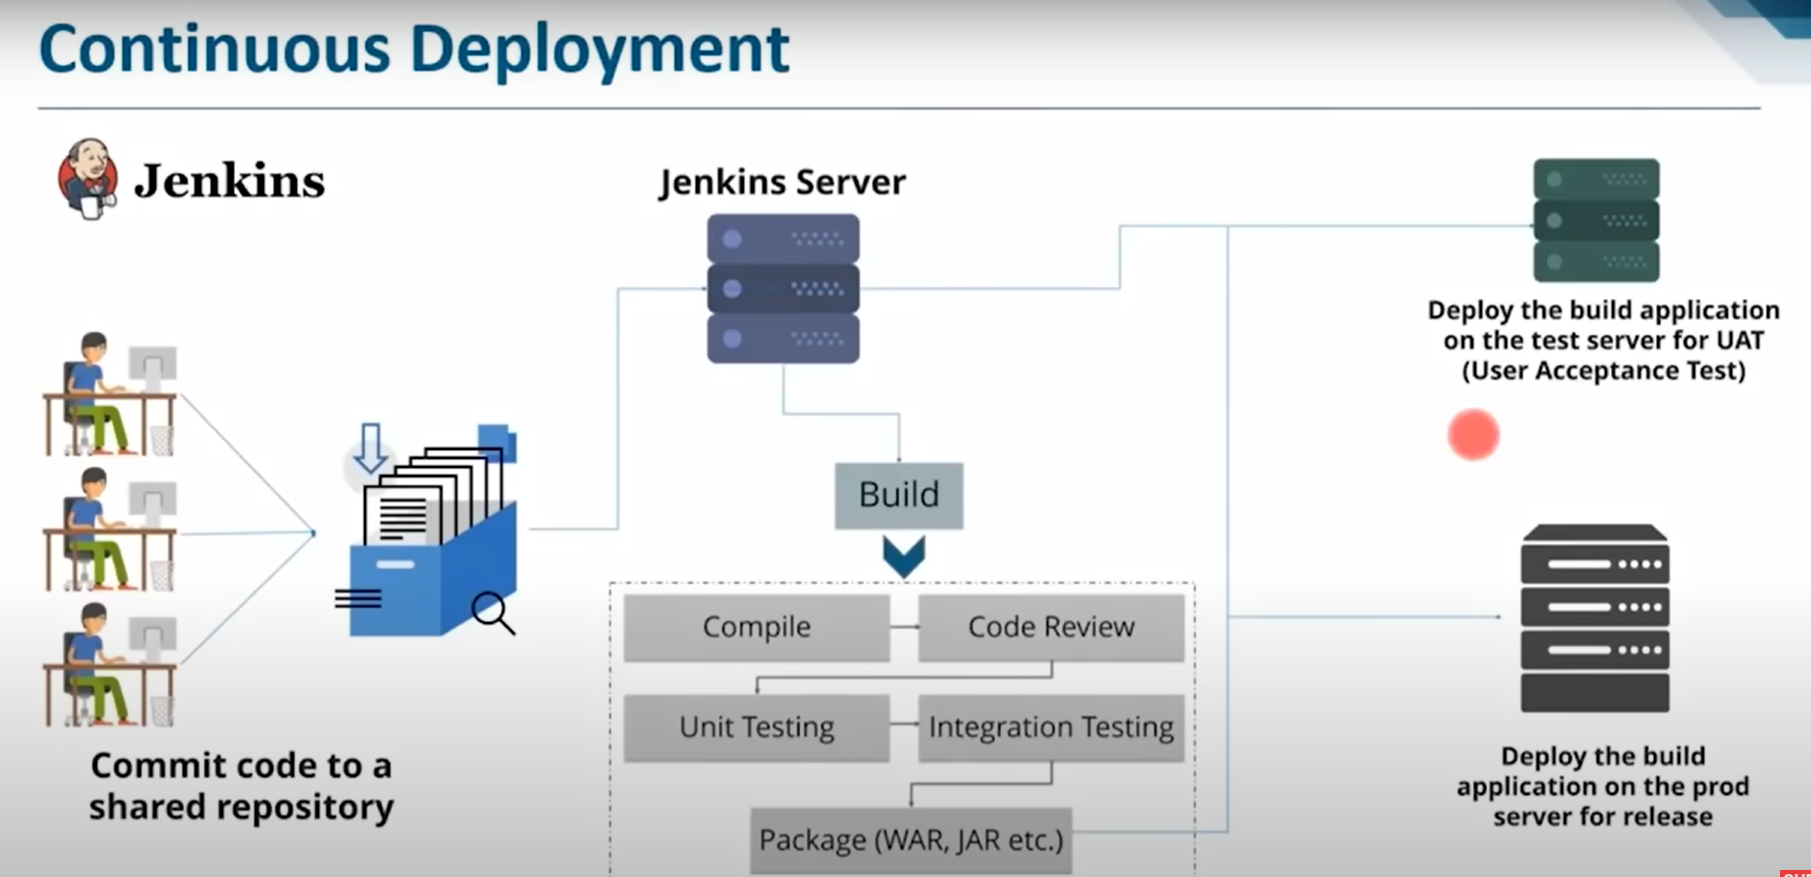 Continuous Deployment
Jenkins
Jenkins Server
Deploy the build application
on the test server for UAT
(User Acceptance Test)
Build
Compile
Code Review
Unit Testing
Integration Testing
Package (WAR, JAR etc.)
Commit code to a
shared repository
Deploy the build
application on the prod
server for release